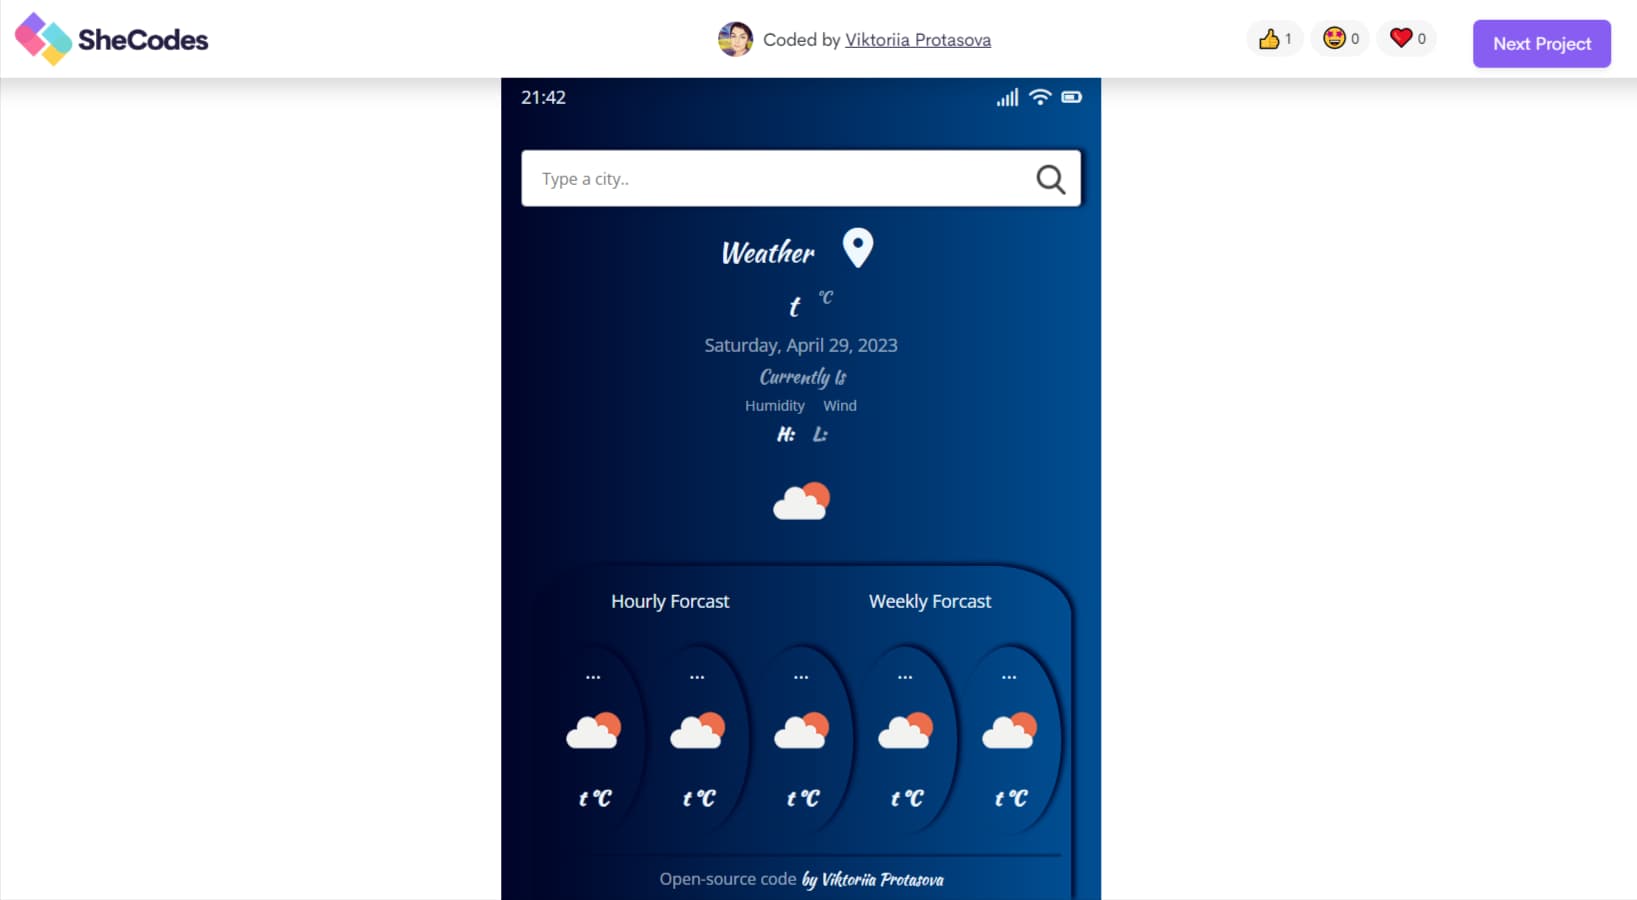 SheCodes
Coded by Viktoriia Protasova
1 0 0
Next Project
21:42
Type a city..
Weather
t °C
Saturday, April 29, 2023
Currently Is
Humidity Wind
H: L:
Hourly Forcast Weekly Forcast
... ... ... ... ...
t °C t °C t °C t °C t °C
Open-source code by Viktoriia Protasova